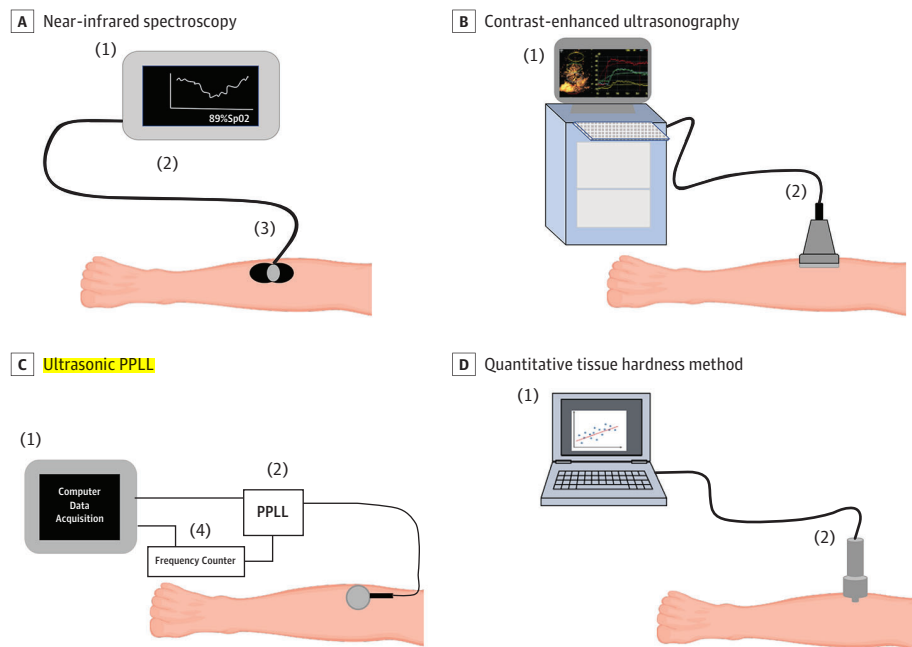 A Near-infrared spectroscopy
(1)
89%Sp02
(2)
(3)
B Contrast-enhanced ultrasonography
(1)
(2)
C Ultrasonic PPLL
(1)
Computer
Data
Acquisition
(2)
PPLL
(4)
Frequency Counter
D Quantitative tissue hardness method
(1)
(2)